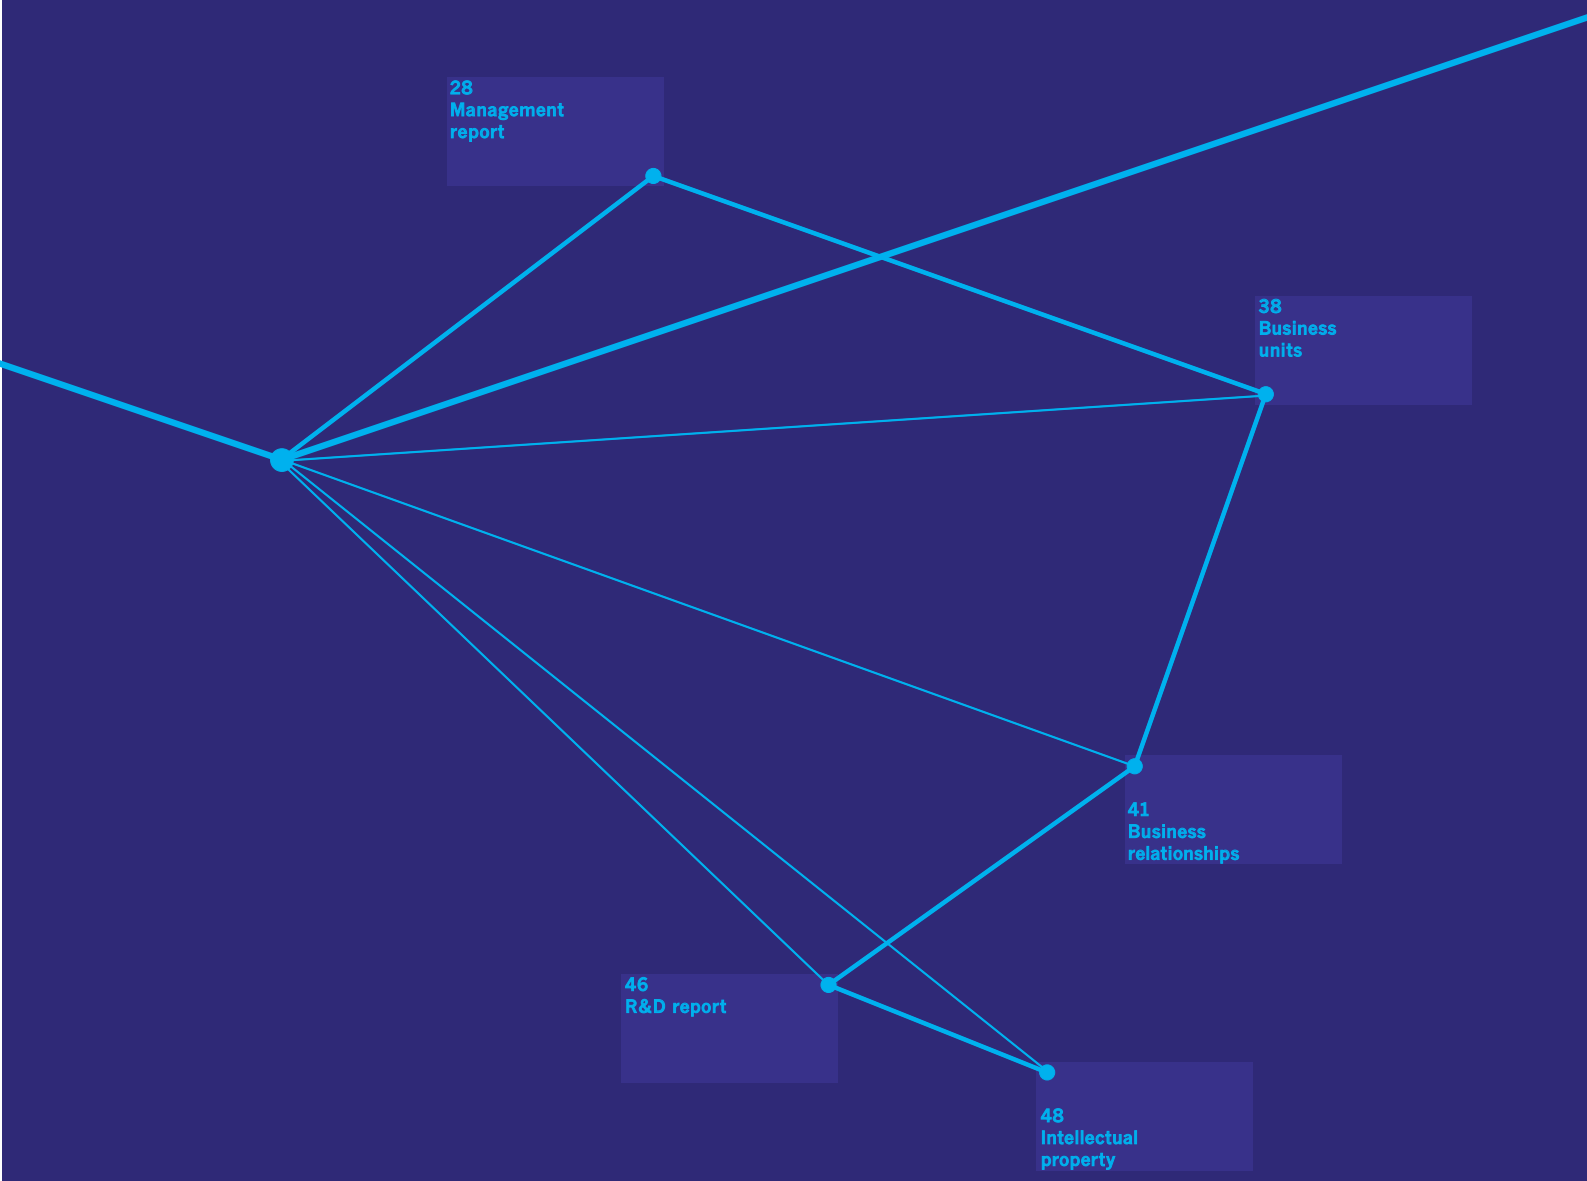 28
Management
report
38
Business
units
41
Business
relationships
46
R&D report
48
Intellectual
property